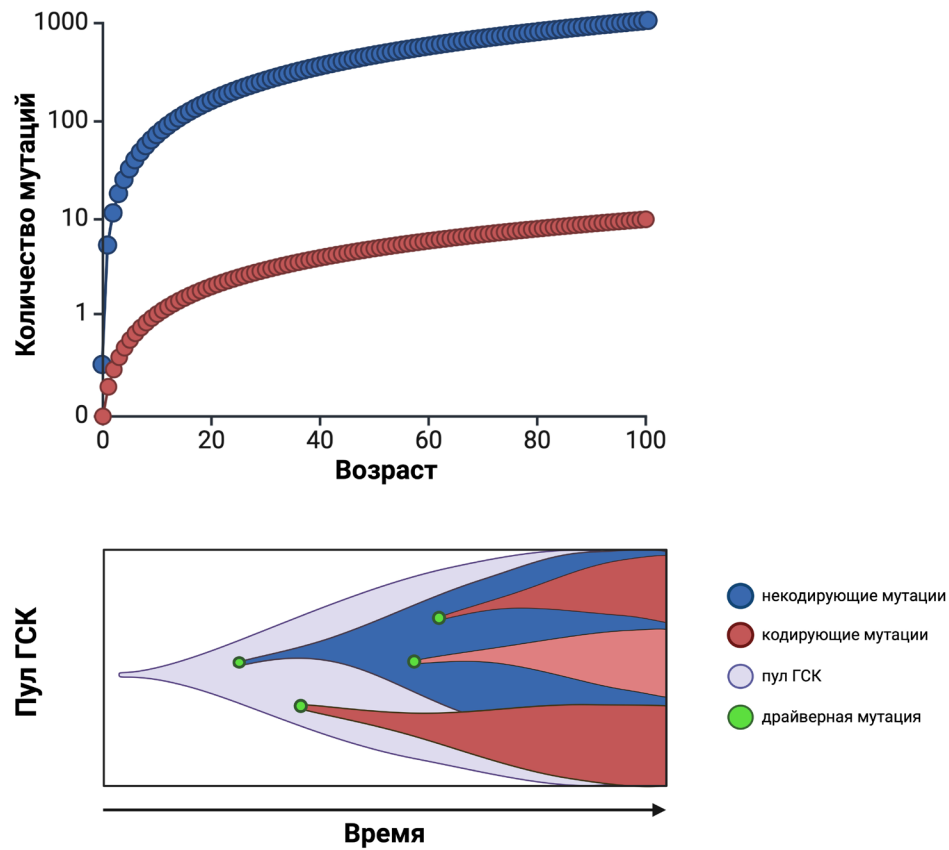 1000
100
10
1
0
Количество мутаций
0 20 40 60 80 100
Возраст
Пул ГСК
некодирующие мутации
кодирующие мутации
пул ГСК
драйверная мутация
Время